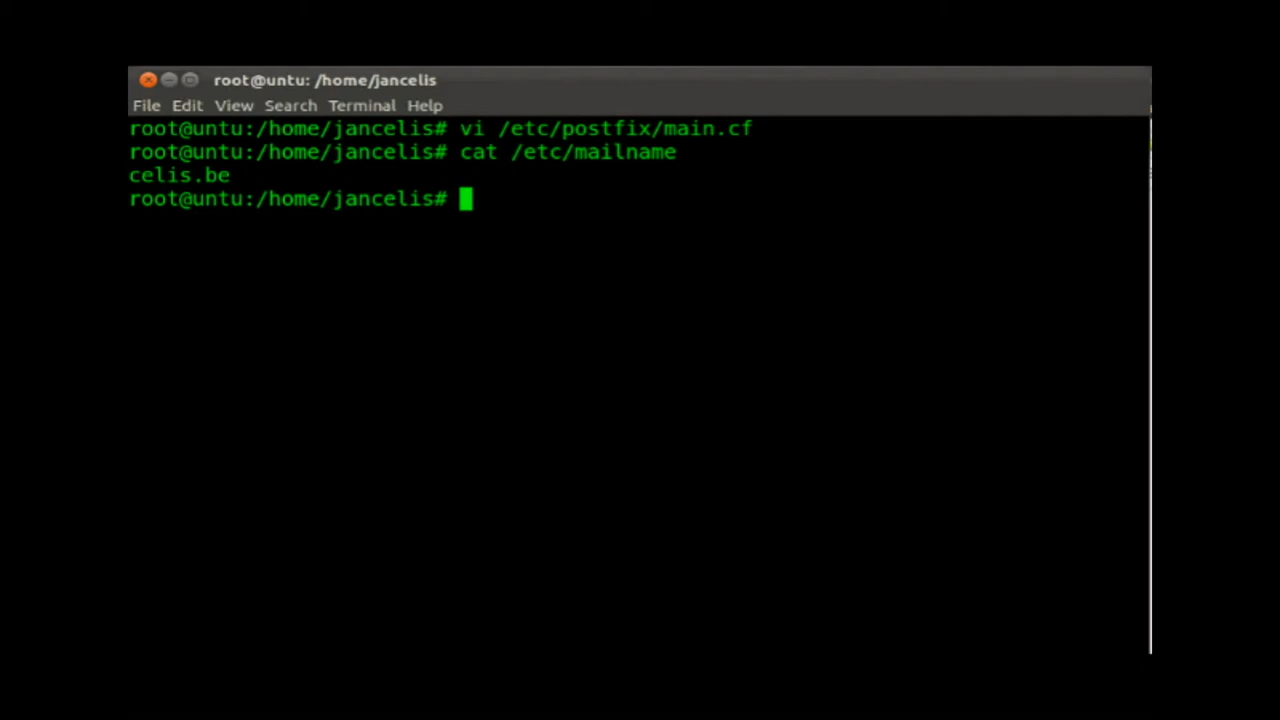 root@untu: /home/jancelis
File Edit View Search Terminal Help
root@untu:/home/jancelis# vi /etc/postfix/main.cf
root@untu:/home/jancelis# cat /etc/mailname
celis.be
root@untu:/home/jancelis#